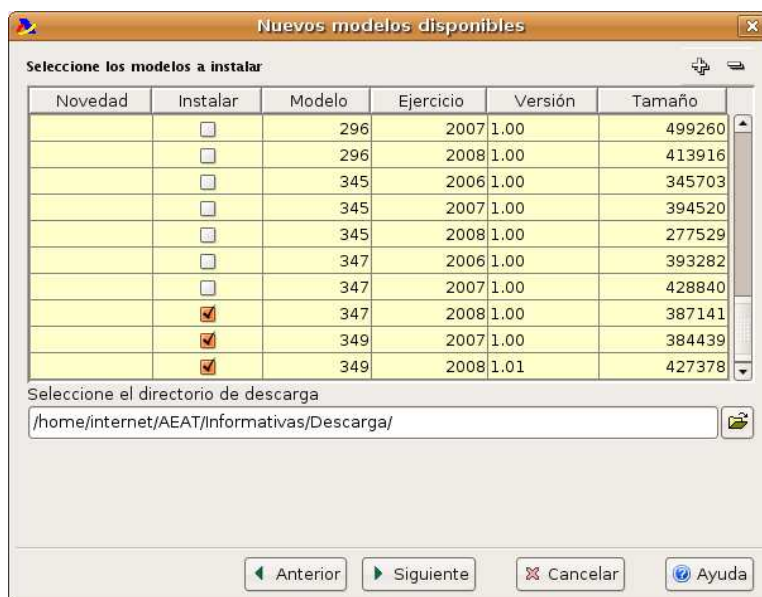 Nuevos modelos disponibles
Seleccione los modelos a instalar
Novedad Instalar Modelo Ejercicio Versión Tamaño
296 2007 1.00 499260
296 2008 1.00 413916
345 2006 1.00 345703
345 2007 1.00 394520
345 2008 1.00 277529
347 2006 1.00 393282
347 2007 1.00 428840
347 2008 1.00 387141
349 2007 1.00 384439
349 2008 1.01 427378
Seleccione el directorio de descarga
/home/internet/AEAT/Informativas/Descarga/
Anterior Siguiente Cancelar Ayuda